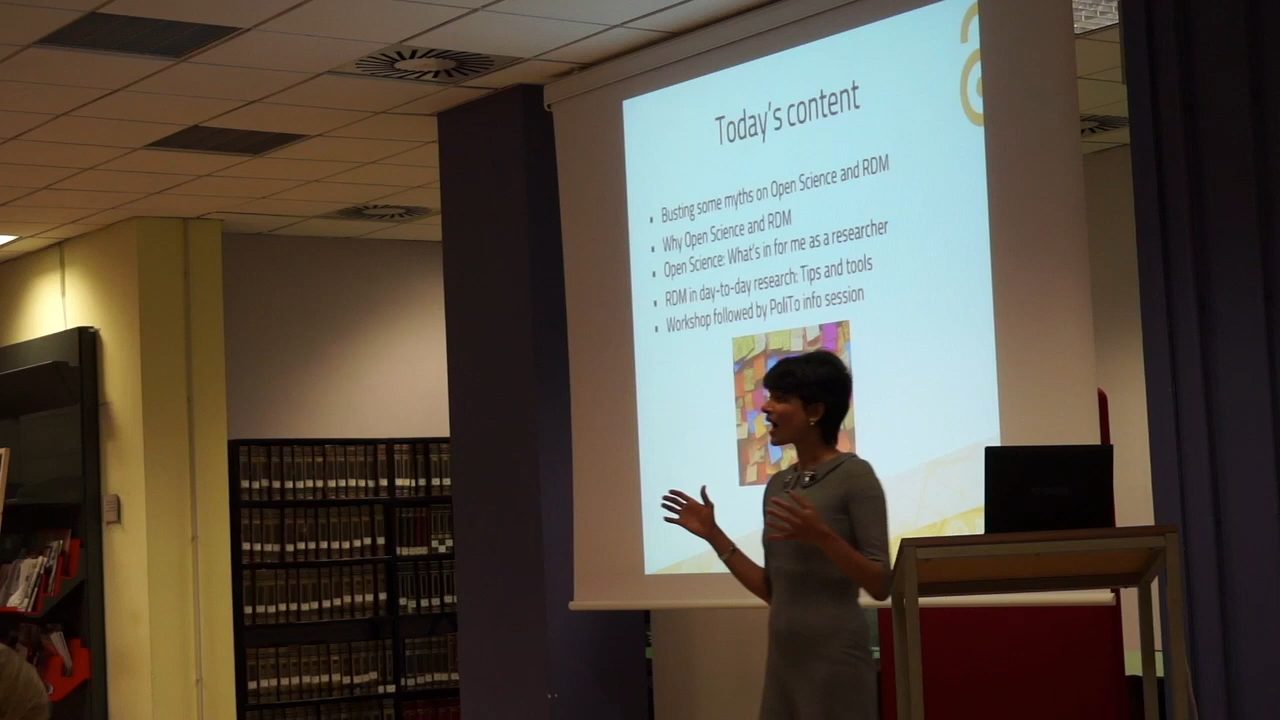 Today's content
▪ Busting some myths on Open Science and RDM
▪ Why Open Science and RDM
▪ Open Science: What's in for me as a researcher
▪ RDM in day-to-day research: Tips and tools
▪ Workshop followed by PoliTo info session